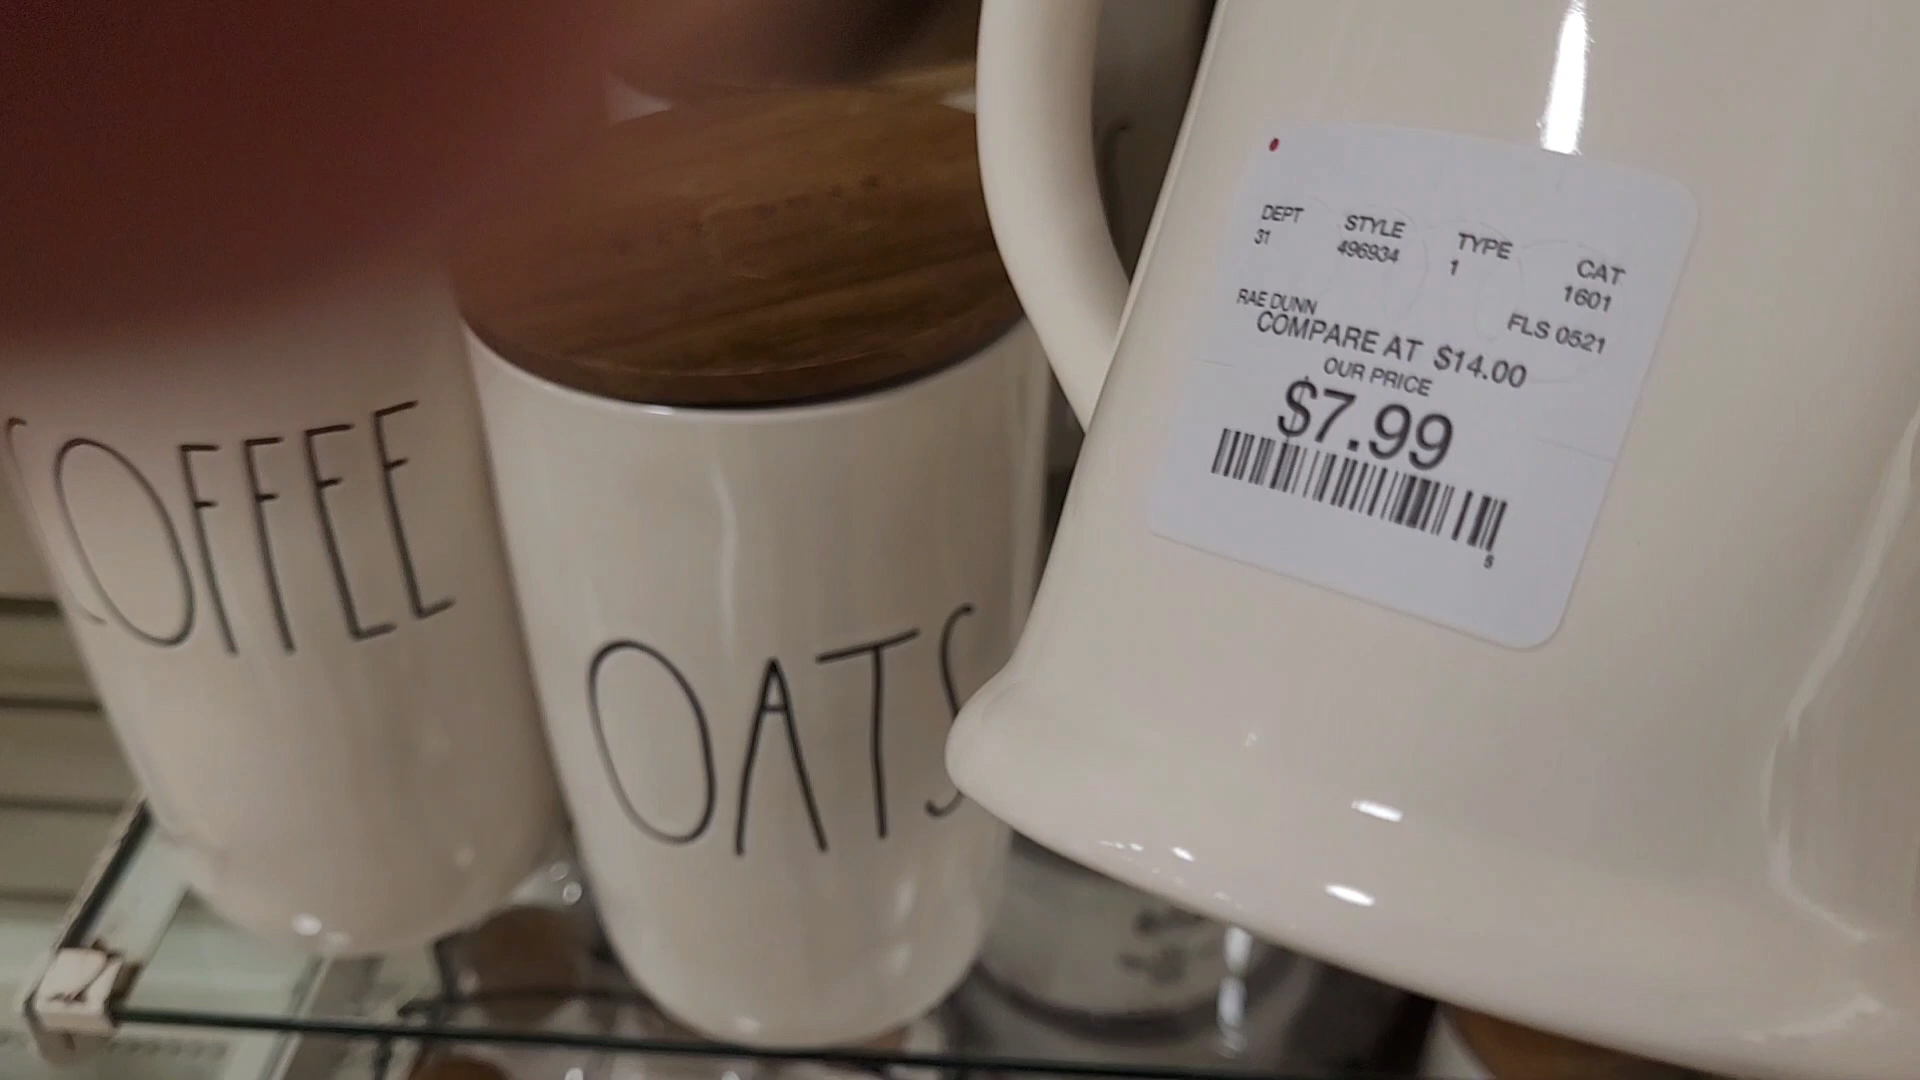 COFFEE
OATS
DEPT STYLE TYPE CAT
31 496934 1 1601
RAE DUNN FLS 0521
COMPARE AT $14.00
OUR PRICE
$7.99
s